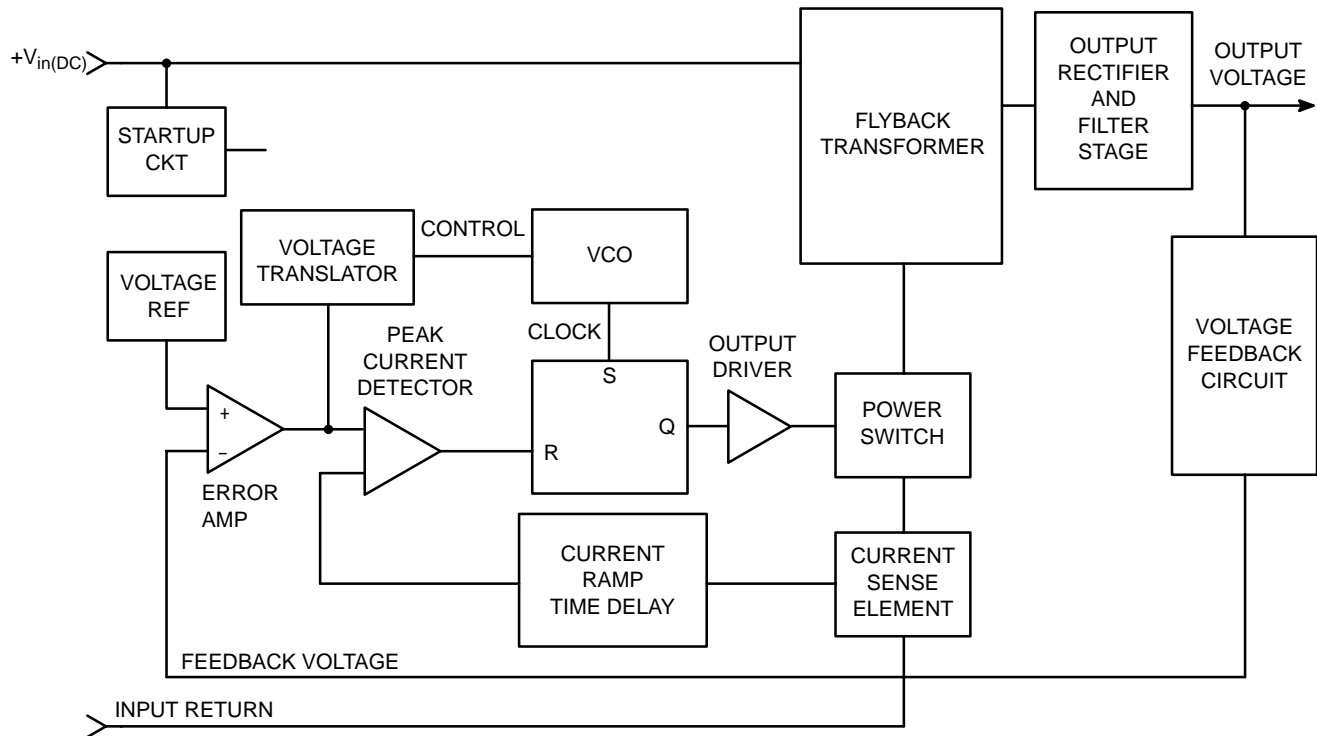 +Vin(DC)
STARTUP
CKT
FLYBACK
TRANSFORMER
OUTPUT
RECTIFIER
AND
FILTER
STAGE
OUTPUT
VOLTAGE
VOLTAGE
REF
VOLTAGE
TRANSLATOR
CONTROL
VCO
CLOCK
PEAK
CURRENT
DETECTOR
S
R
Q
OUTPUT
DRIVER
POWER
SWITCH
VOLTAGE
FEEDBACK
CIRCUIT
+
−
ERROR
AMP
CURRENT
RAMP
TIME DELAY
CURRENT
SENSE
ELEMENT
FEEDBACK VOLTAGE
INPUT RETURN